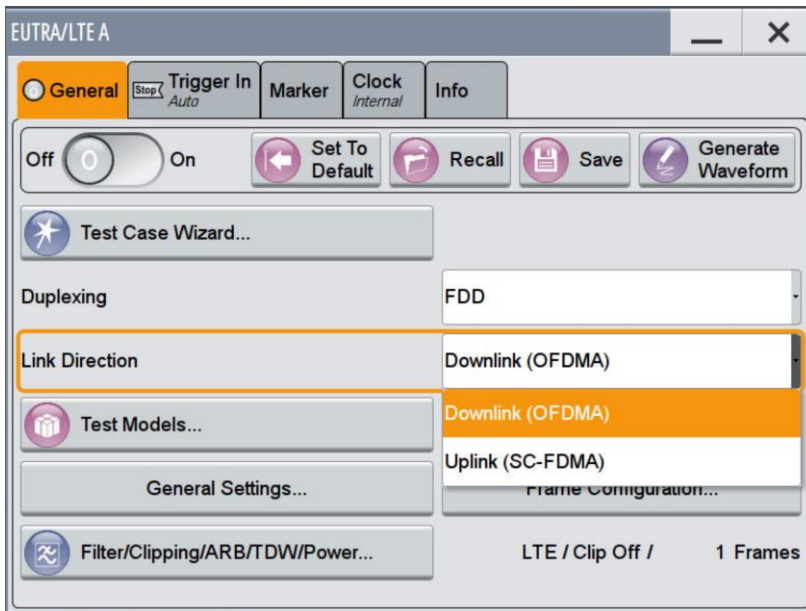 EUTRA/LTE A
General
Stop
Trigger In
Auto
Marker
Clock
Internal
Info
Off
On
Set To
Default
Recall
Save
Generate
Waveform
Test Case Wizard...
Duplexing
FDD
Link Direction
Downlink (OFDMA)
Test Models...
Downlink (OFDMA)
Uplink (SC-FDMA)
General Settings...
Frame Configuration...
Filter/Clipping/ARB/TDW/Power...
LTE / Clip Off /
1 Frames